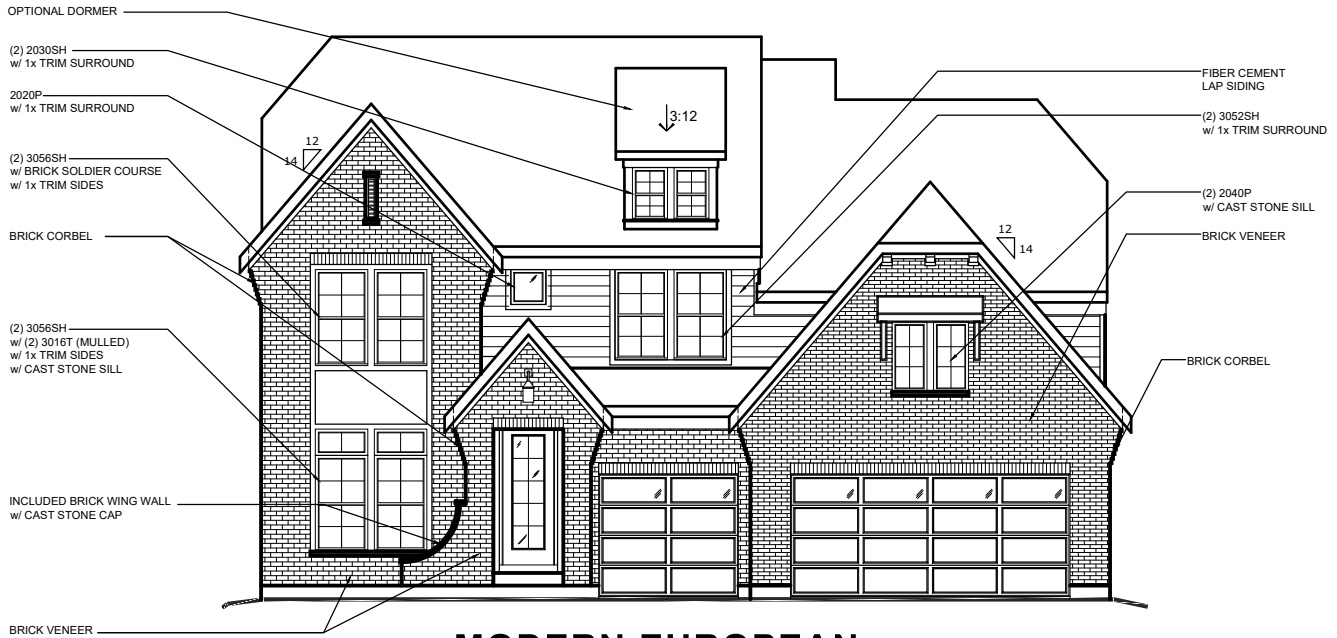 OPTIONAL DORMER
(2) 2030SH
w/ 1x TRIM SURROUND
2020P
w/ 1x TRIM SURROUND
(2) 3056SH
w/ BRICK SOLDIER COURSE
w/ 1x TRIM SIDES
BRICK CORBEL
(2) 3056SH
w/ (2) 3016T (MULLED)
w/ 1x TRIM SIDES
w/ CAST STONE SILL
INCLUDED BRICK WING WALL
w/ CAST STONE CAP
BRICK VENEER
12
14
3:12
12
14
FIBER CEMENT
LAP SIDING
(2) 3052SH
w/ 1x TRIM SURROUND
(2) 2040P
w/ CAST STONE SILL
BRICK VENEER
BRICK CORBEL
MODERN EUROPEAN